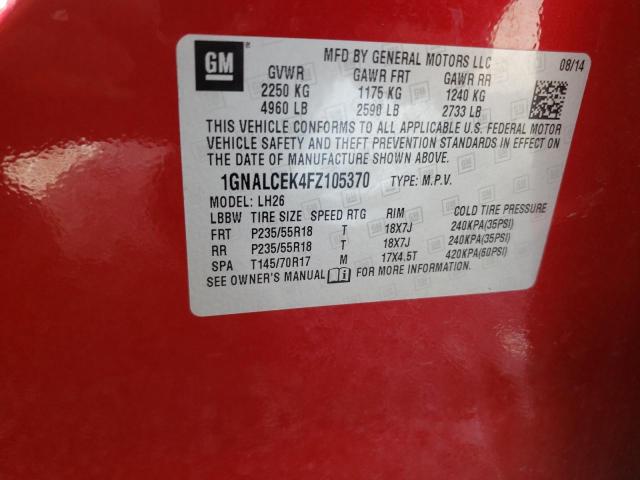 GM
MFD BY GENERAL MOTORS LLC 08/14
GVWR GAWR FRT GAWR RR
2250 KG 1175 KG 1240 KG
4960 LB 2590 LB 2733 LB
THIS VEHICLE CONFORMS TO ALL APPLICABLE U.S. FEDERAL MOTOR
VEHICLE SAFETY AND THEFT PREVENTION STANDARDS IN EFFECT ON
THE DATE OF MANUFACTURE SHOWN ABOVE.
1GNALCEK4FZ105370 TYPE: M.P.V.
MODEL: LH26
LBBW TIRE SIZE SPEED RTG RIM COLD TIRE PRESSURE
FRT P235/55R18 T 18X7J 240KPA(35PSI)
RR P235/55R18 T 18X7J 240KPA(35PSI)
SPA T145/70R17 M 17X4.5T 420KPA(60PSI)
SEE OWNER'S MANUAL FOR MORE INFORMATION.